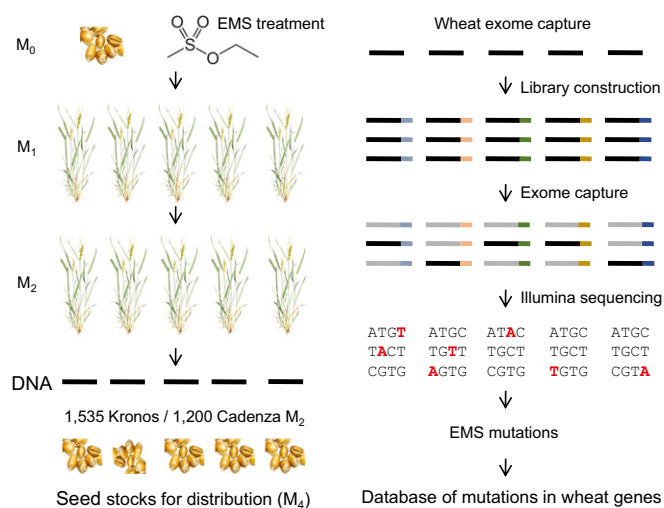 M0
EMS treatment
S
O
O
O
M1
M2
DNA
1,535 Kronos / 1,200 Cadenza M2
Seed stocks for distribution (M4)
Wheat exome capture
Library construction
Exome capture
Illumina sequencing
ATGT ATGC ATAC ATGC ATGC
TACT TGTT TGCT TGCT TGCT
CGTG AGTG CGTG TGTG CGTA
EMS mutations
Database of mutations in wheat genes